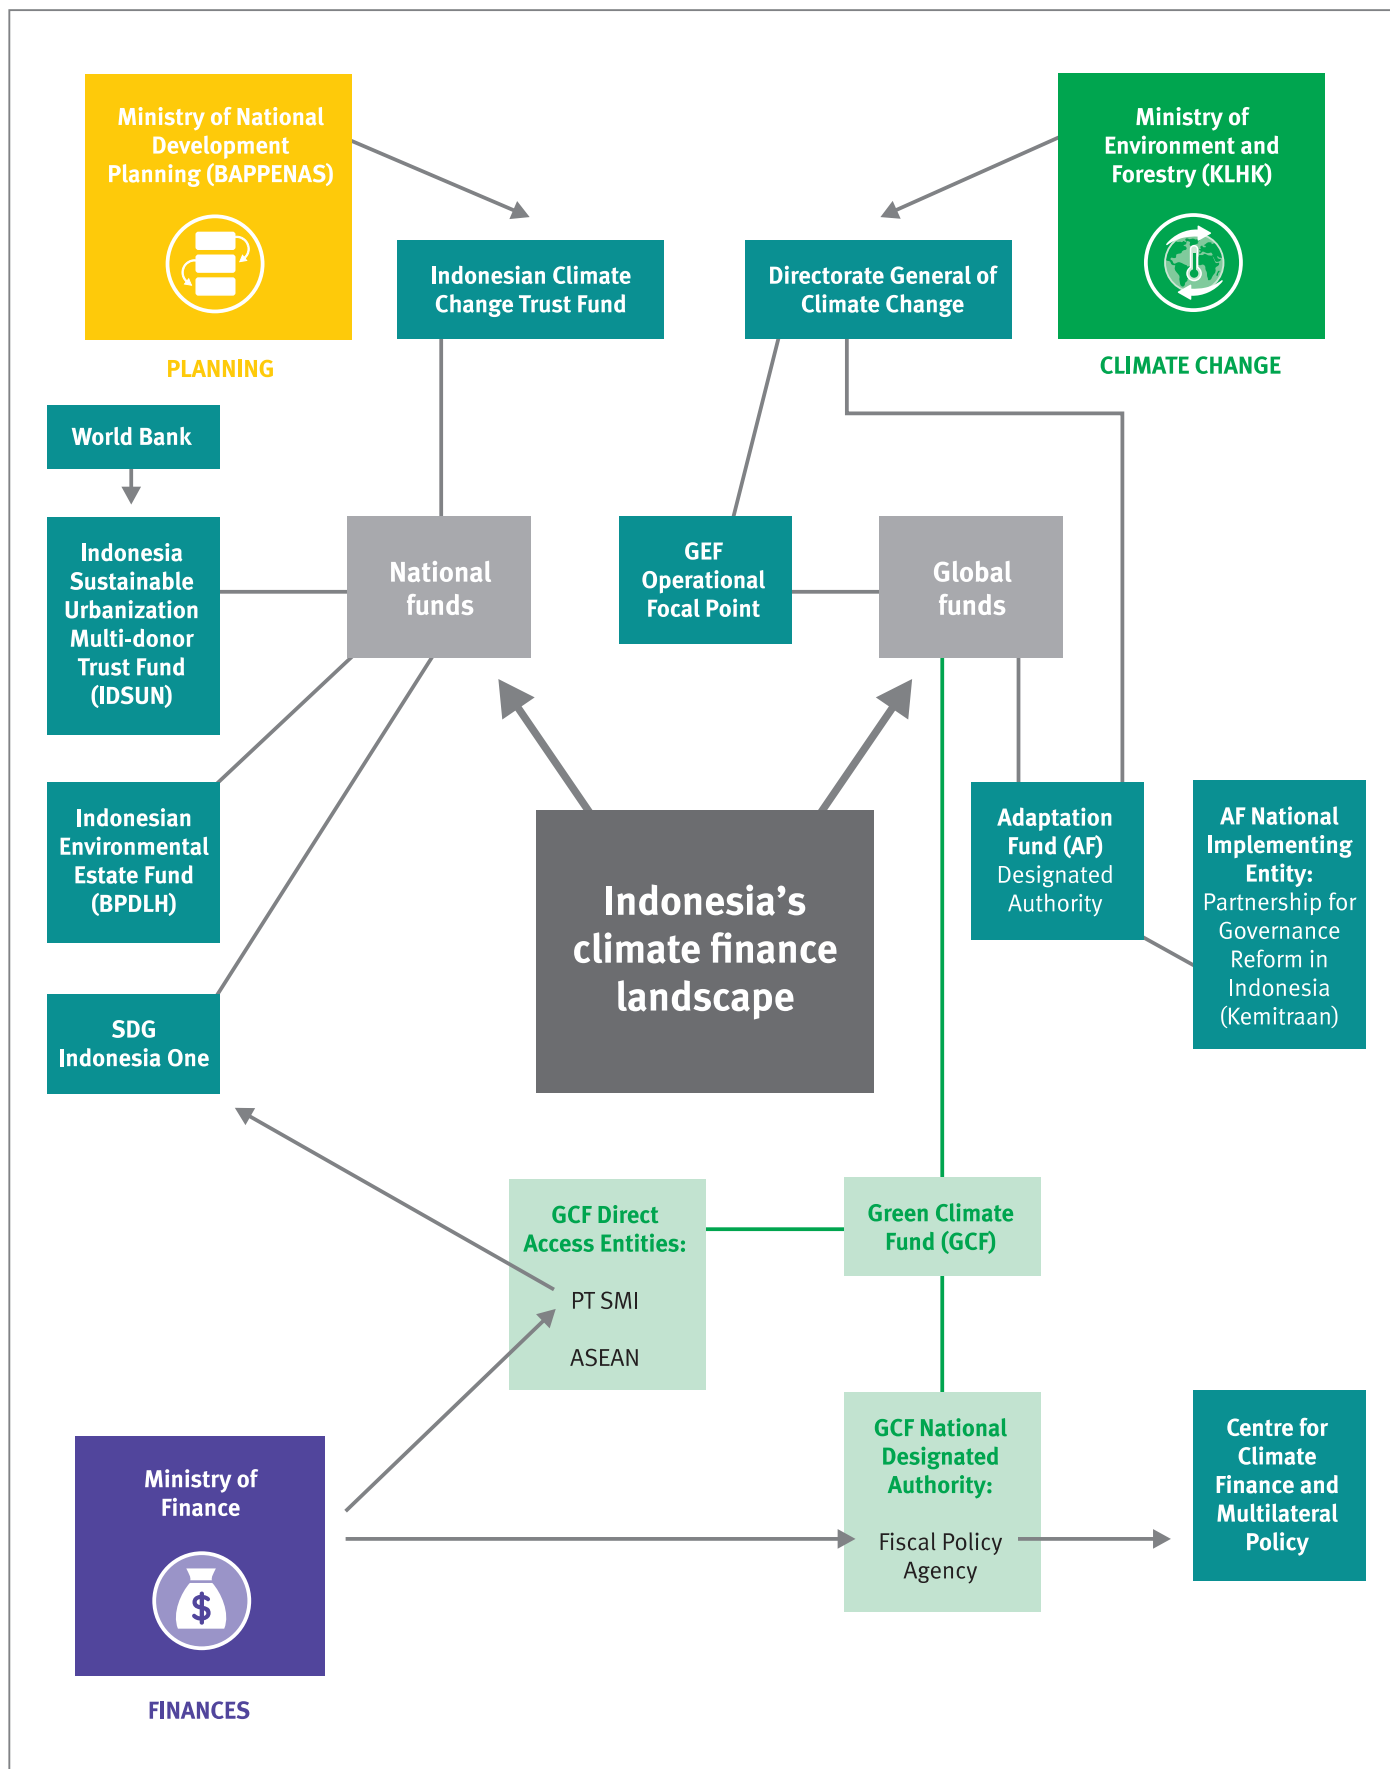 Ministry of National
Development
Planning (BAPPENAS)
PLANNING
Ministry of
Environment and
Forestry (KLHK)
CLIMATE CHANGE
Indonesian Climate
Change Trust Fund
Directorate General of
Climate Change
World Bank
Indonesia
Sustainable
Urbanization
Multi-donor
Trust Fund
(IDSUN)
National
funds
GEF
Operational
Focal Point
Global
funds
Indonesian
Environmental
Estate Fund
(BPDLH)
Indonesia's
climate finance
landscape
Adaptation
Fund (AF)
Designated
Authority
AF National
Implementing
Entity:
Partnership for
Governance
Reform in
Indonesia
(Kemitraan)
SDG
Indonesia One
GCF Direct
Access Entities:
PT SMI
ASEAN
Green Climate
Fund (GCF)
GCF National
Designated
Authority:
Fiscal Policy
Agency
Centre for
Climate
Finance and
Multilateral
Policy
Ministry of
Finance
$
FINANCES